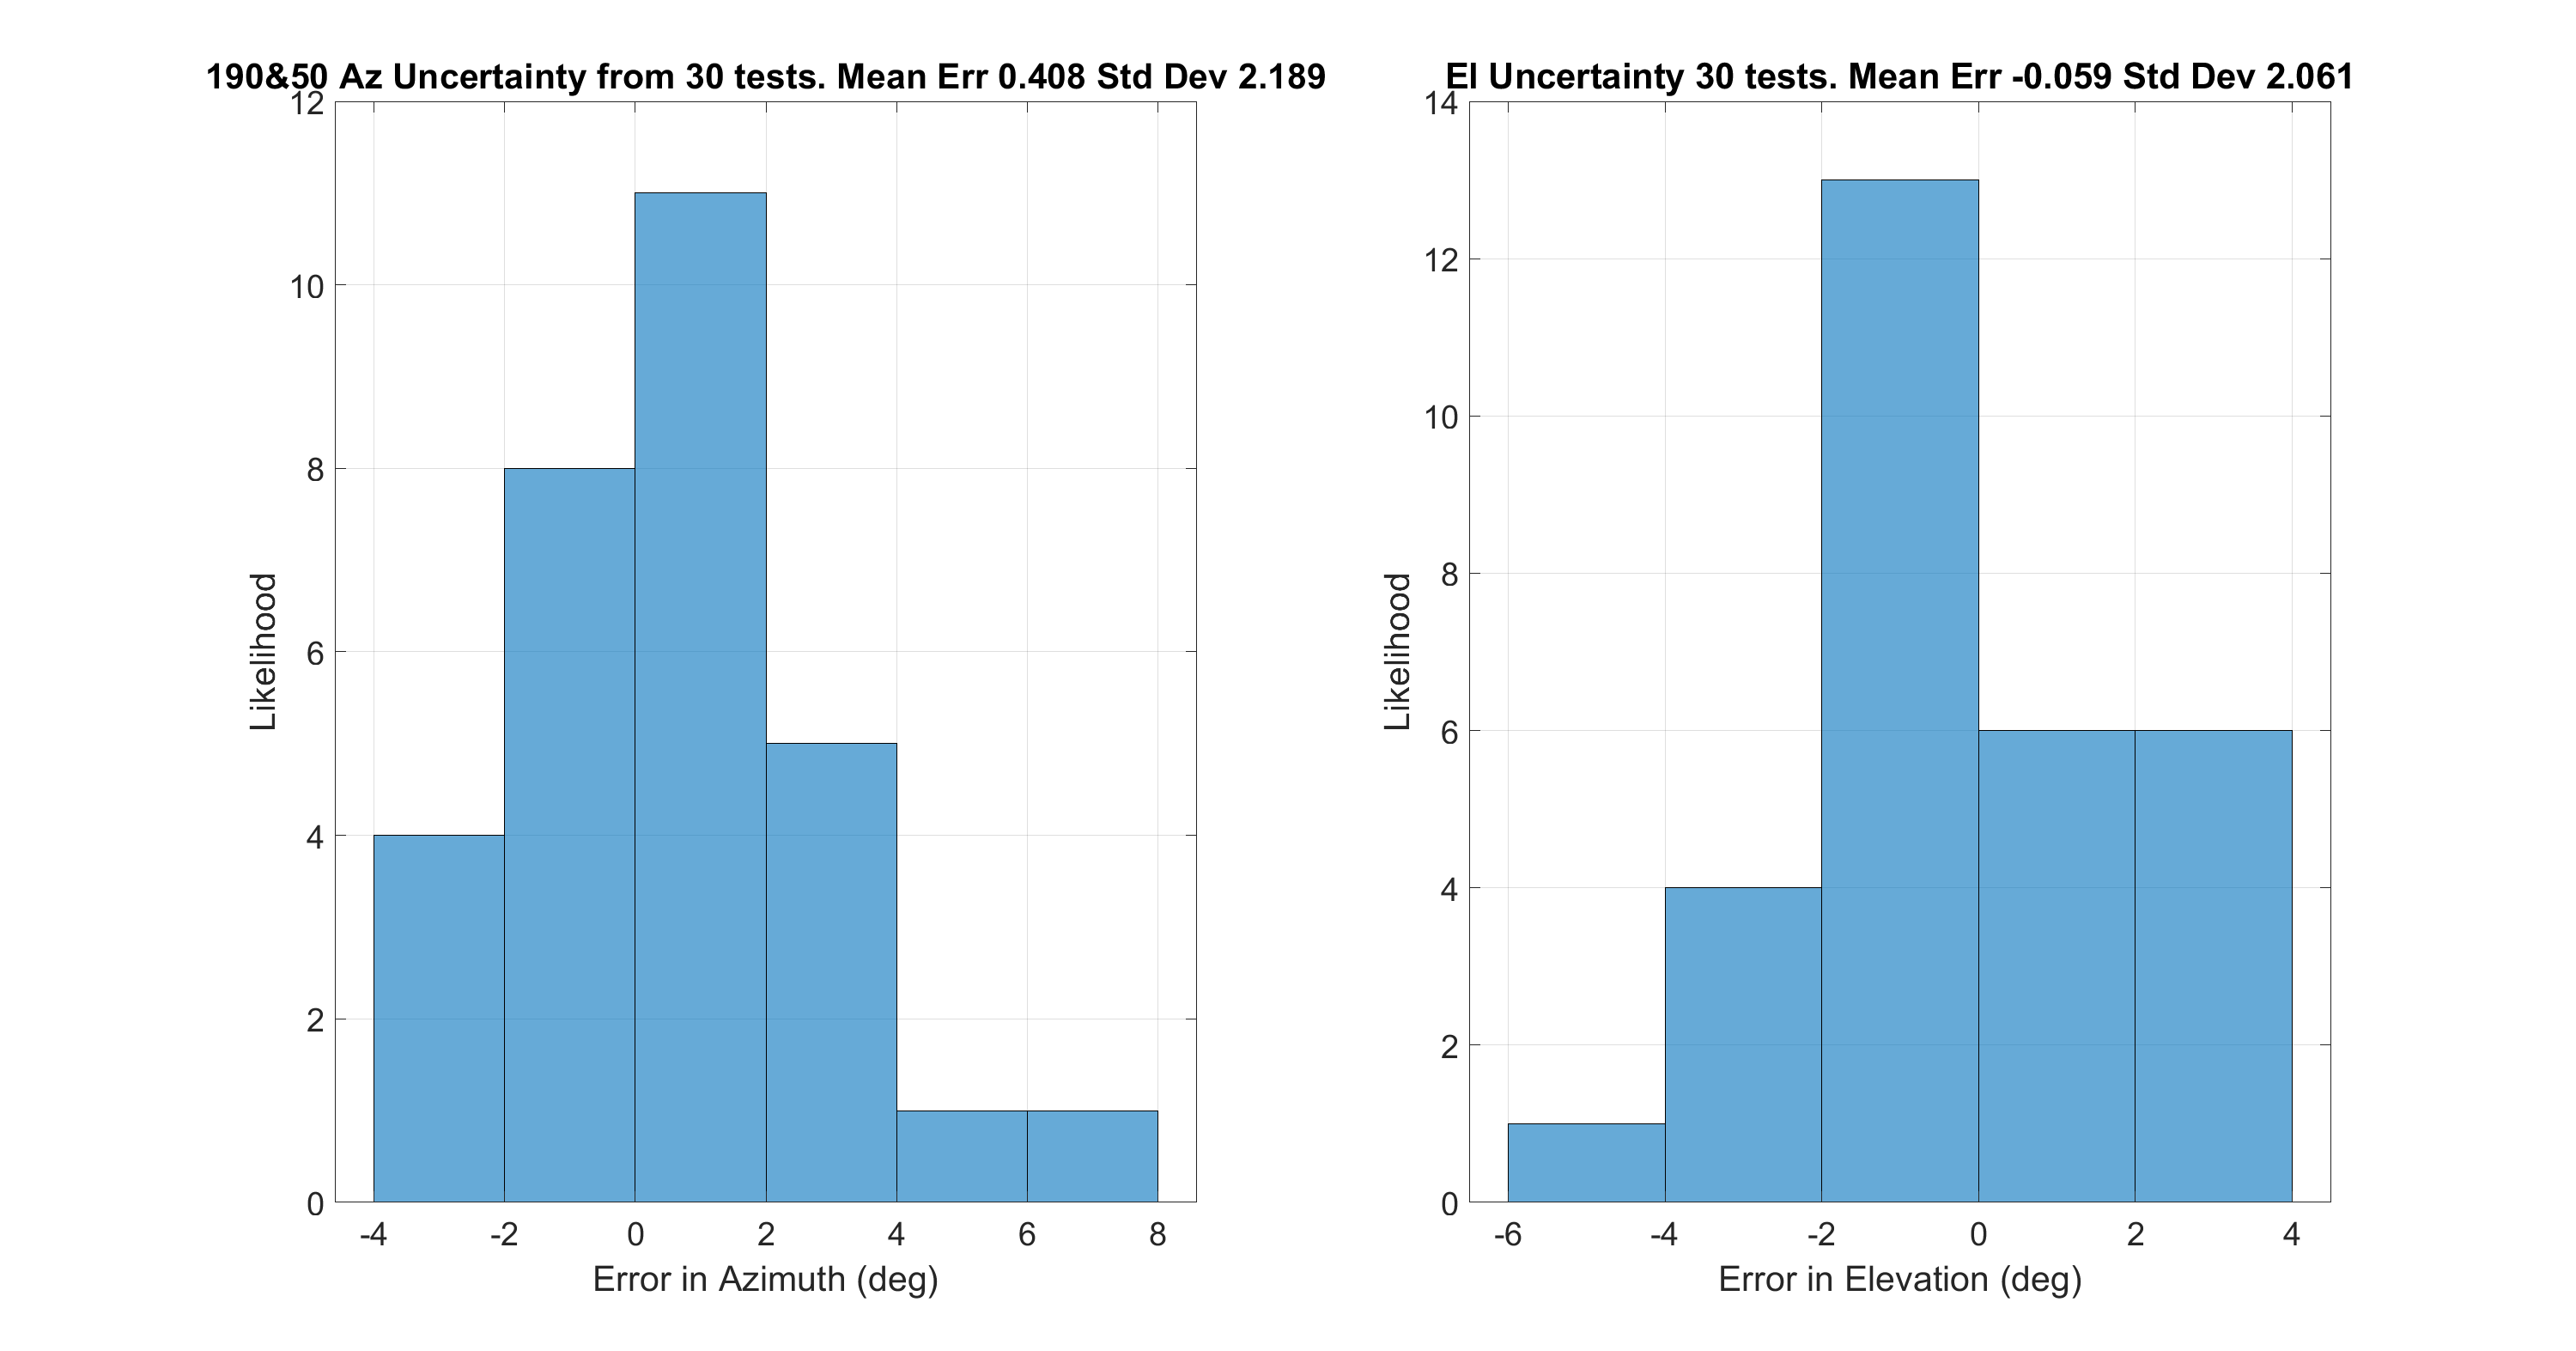 190&50 Az Uncertainty from 30 tests. Mean Err 0.408 Std Dev 2.189
12
10
8
6
4
2
0
Likelihood
-4 -2 0 2 4 6 8
Error in Azimuth (deg)
El Uncertainty 30 tests. Mean Err -0.059 Std Dev 2.061
14
12
10
8
6
4
2
0
Likelihood
-6 -4 -2 0 2 4
Error in Elevation (deg)